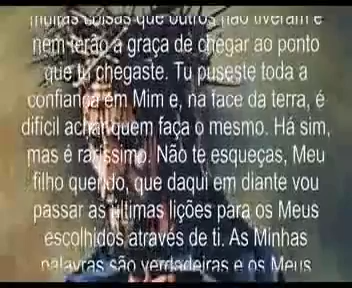 muitas coisas que outros não tiveram e
nem terão a graça de chegar ao ponto
que tu chegaste. Tu puseste toda a
confiança em Mim e, na face da terra, é
difícil achar quem faça o mesmo. Há sim,
mas é raríssimo. Não te esqueças, Meu
filho querido, que daqui em diante vou
passar as últimas lições para os Meus
escolhidos através de ti. As Minhas
palavras são verdadeiras e os Meus